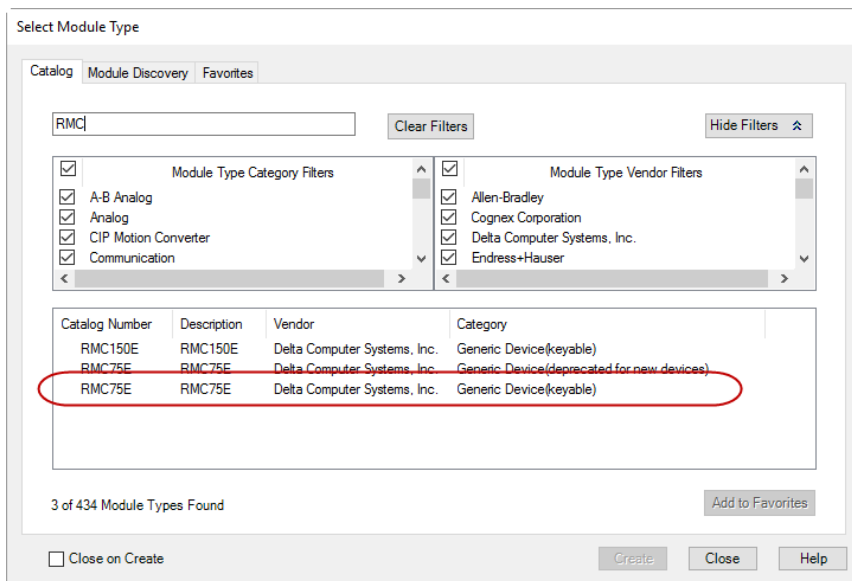 Select Module Type
Catalog Module Discovery Favorites
RMC Clear Filters Hide Filters
Module Type Category Filters Module Type Vendor Filters
A-B Analog Allen-Bradley
Analog Cognex Corporation
CIP Motion Converter Delta Computer Systems, Inc.
Communication Endress+Hauser
Catalog Number Description Vendor Category
RMC150E RMC150E Delta Computer Systems, Inc. Generic Device(keyable)
RMC75E RMC75E Delta Computer Systems, Inc. Generic Device(deprecated for new devices)
RMC75E RMC75E Delta Computer Systems, Inc. Generic Device(keyable)
3 of 434 Module Types Found Add to Favorites
Close on Create Create Close Help